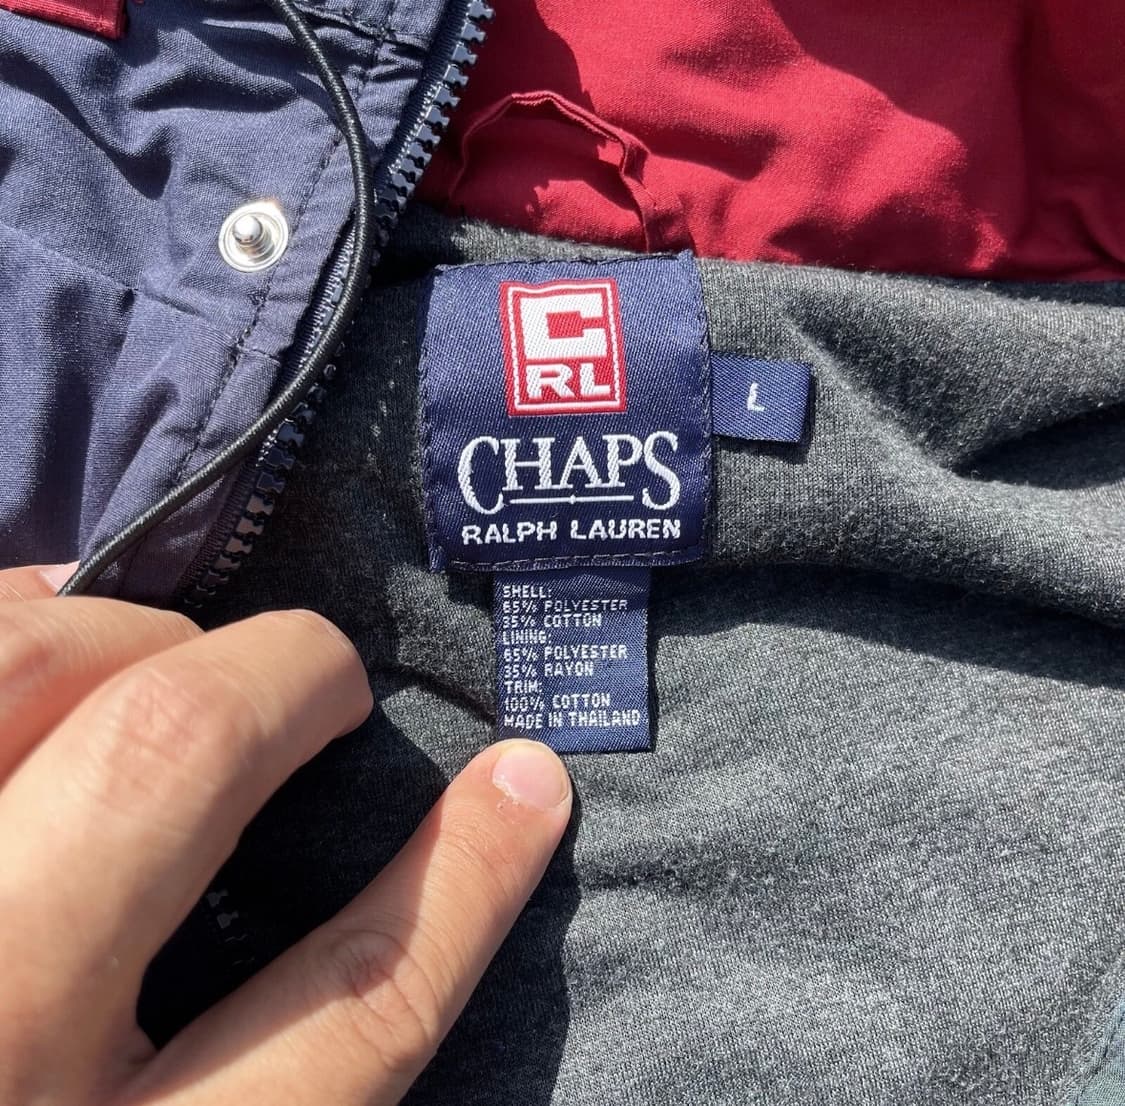 C
RL
CHAPS
RALPH LAUREN
L
SHELL:
65% POLYESTER
35% COTTON
LINING:
65% POLYESTER
35% RAYON
TRIM:
100% COTTON
MADE IN THAILAND